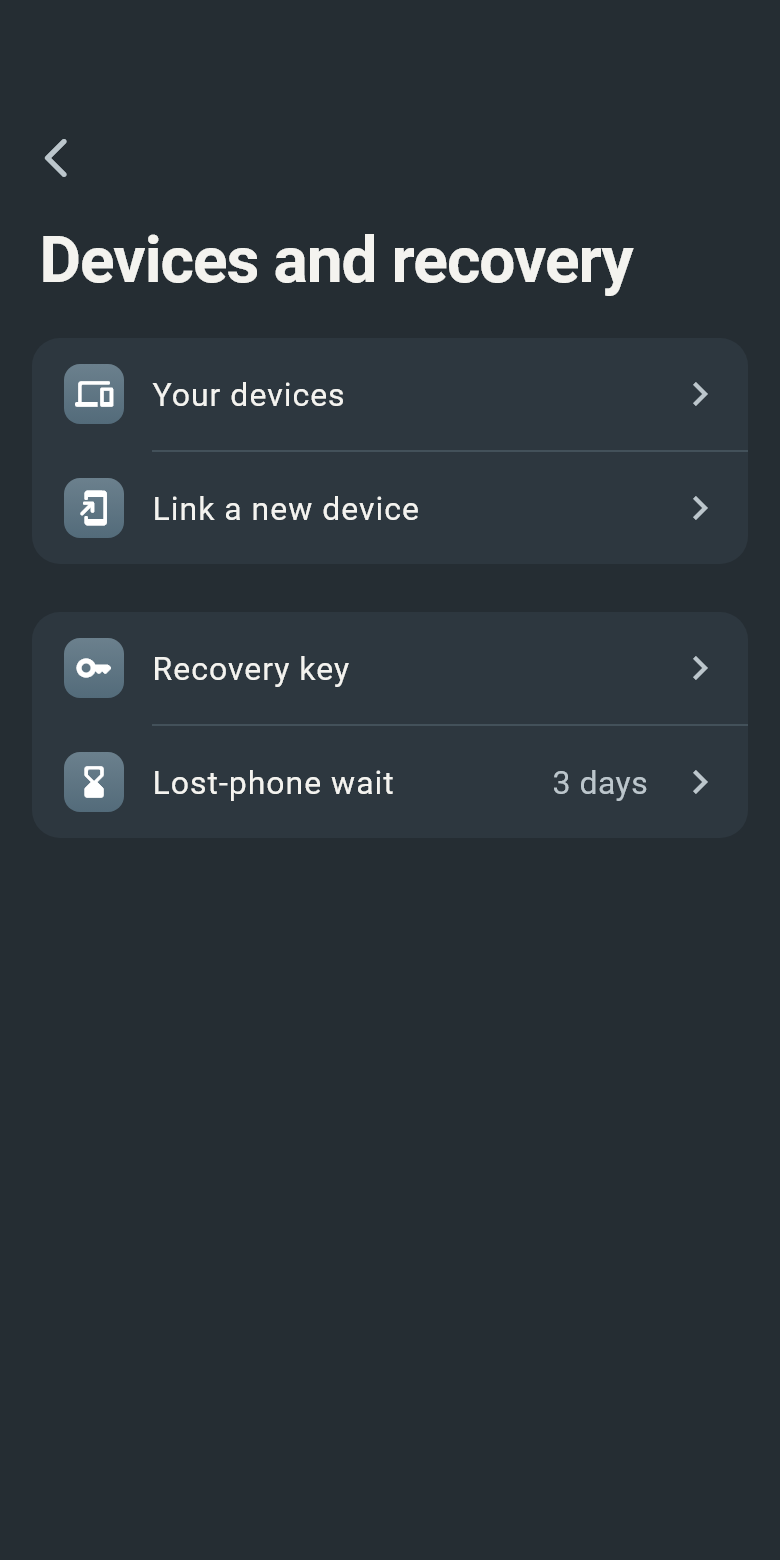 Devices and recovery
Your devices
Link a new device
Recovery key
Lost-phone wait 3 days